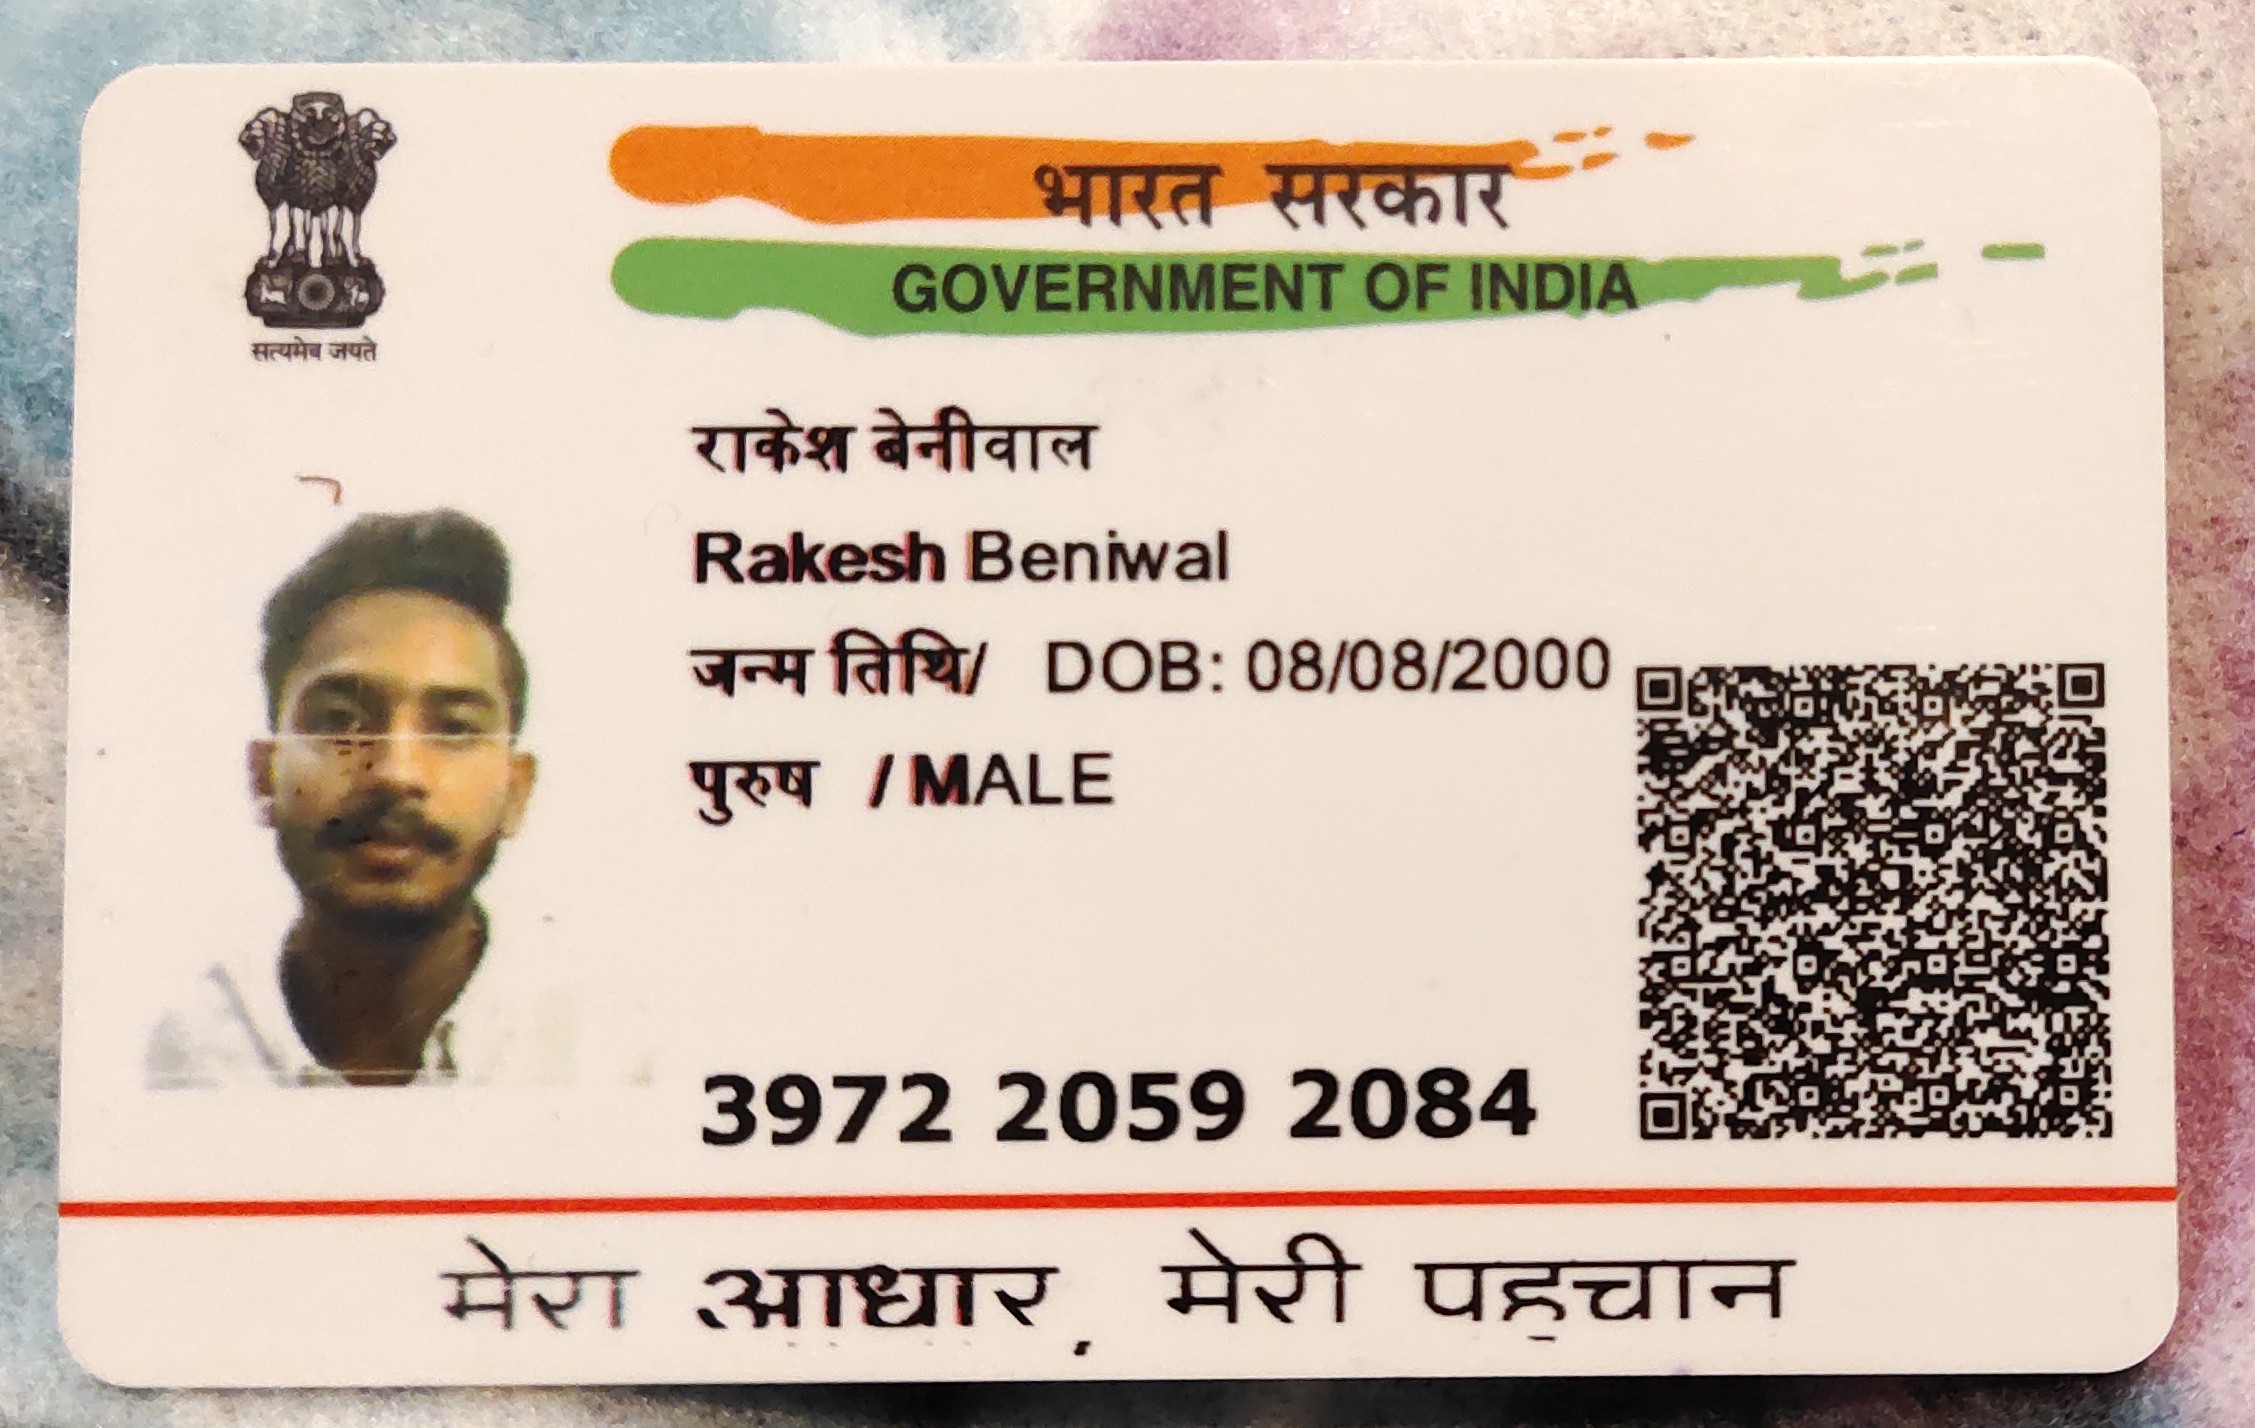 भारत सरकार
GOVERNMENT OF INDIA
सत्यमेव जयते
राकेश बेनीवाल
Rakesh Beniwal
जन्म तिथि/ DOB: 08/08/2000
पुरुष / MALE
3972 2059 2084
मेरा आधार, मेरी पहचान